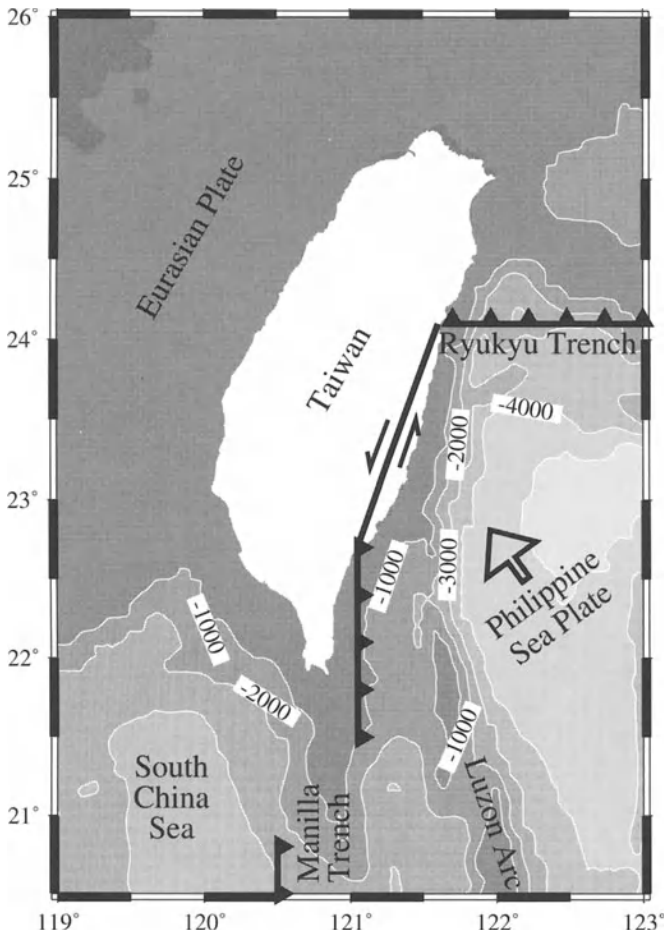 26°
25°
24°
23°
22°
21°
119°
120°
121°
122°
123°
Eurasian Plate
Taiwan
Ryukyu Trench
-4000
-2000
-3000
-1000
Philippine
Sea Plate
-1000
-2000
-1000
South
China
Sea
Manilla
Trench
Luzon Arc